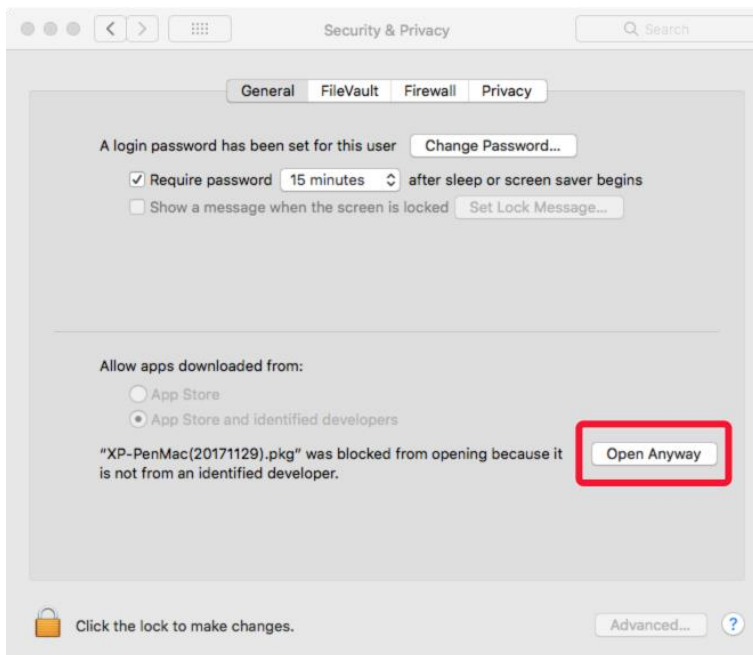 Security & Privacy
Search
General FileVault Firewall Privacy
A login password has been set for this user Change Password...
Require password 15 minutes after sleep or screen saver begins
Show a message when the screen is locked Set Lock Message...
Allow apps downloaded from:
App Store
App Store and identified developers
“XP-PenMac(20171129).pkg” was blocked from opening because it Open Anyway
is not from an identified developer.
Click the lock to make changes. Advanced... ?